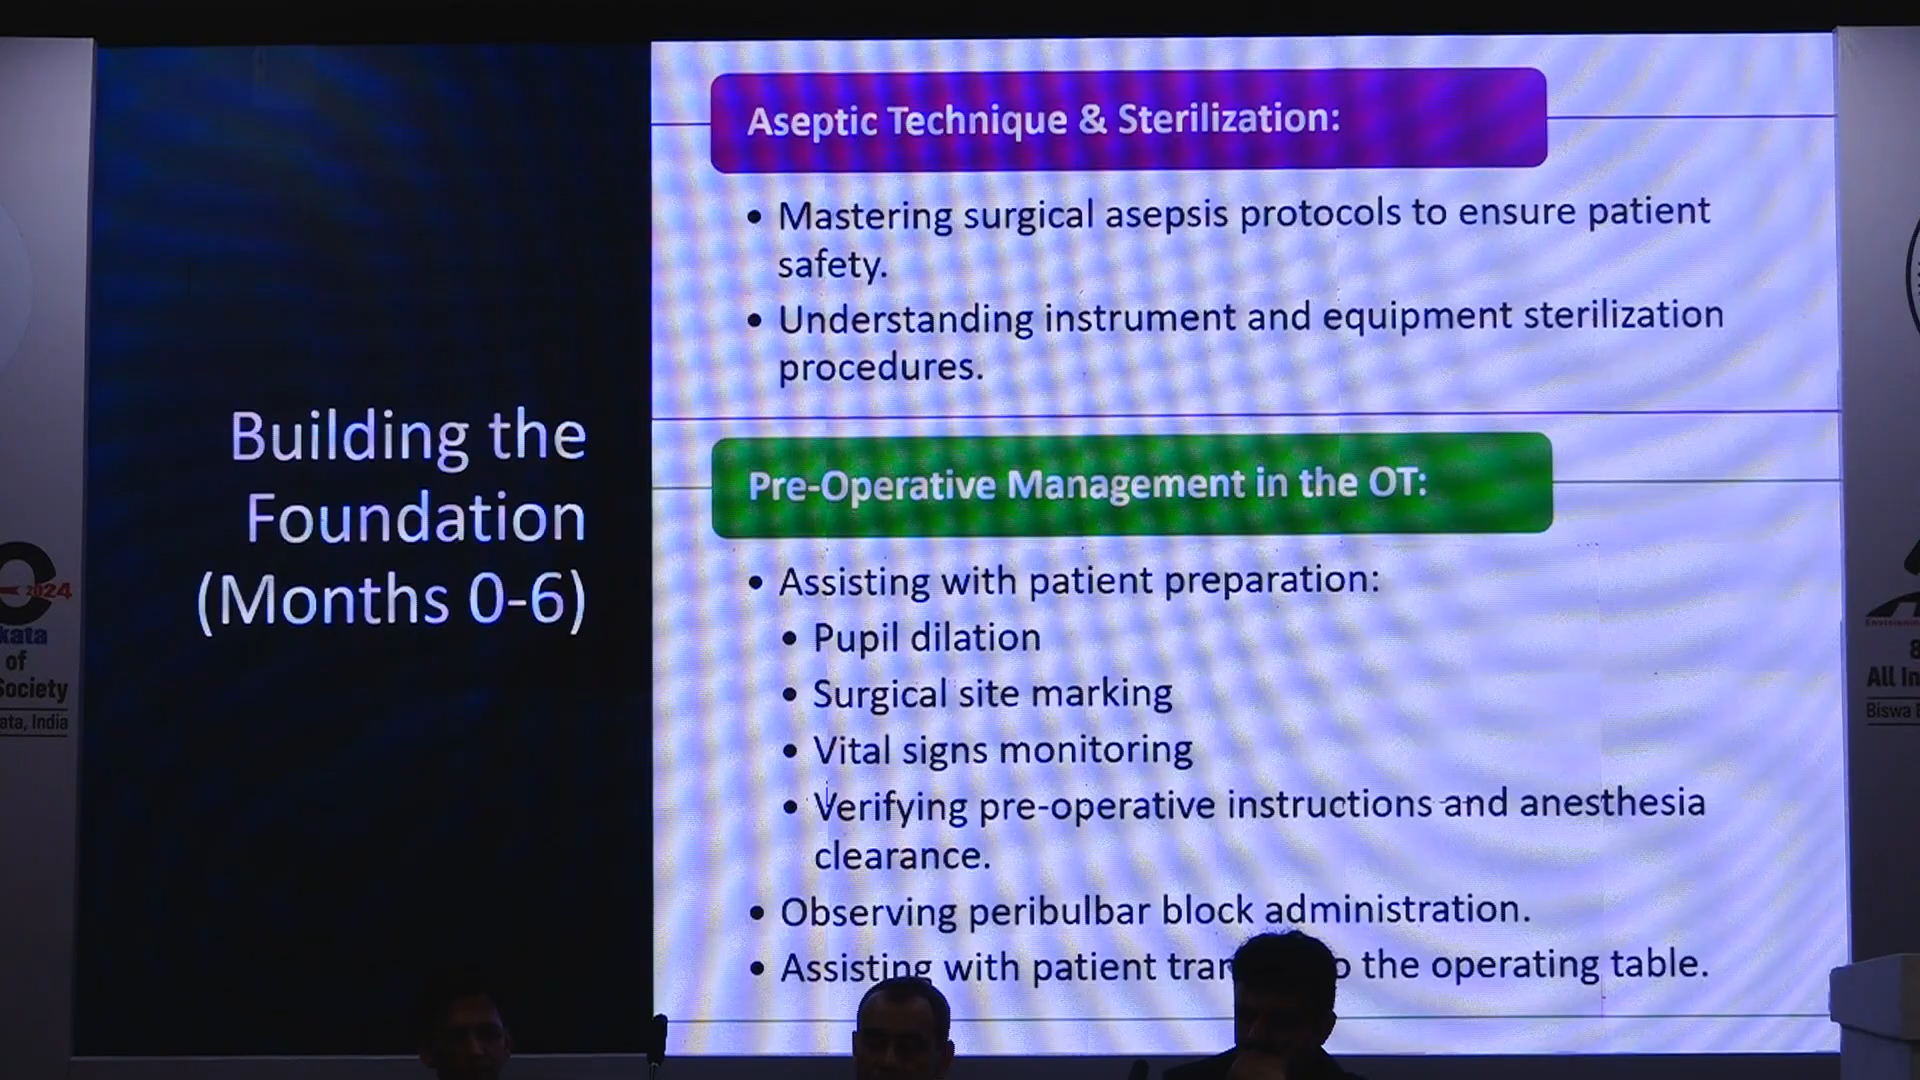 Building the
Foundation
(Months 0-6)
Aseptic Technique & Sterilization:
• Mastering surgical asepsis protocols to ensure patient
safety.
• Understanding instrument and equipment sterilization
procedures.
Pre-Operative Management in the OT:
• Assisting with patient preparation:
• Pupil dilation
• Surgical site marking
• Vital signs monitoring
• Verifying pre-operative instructions and anesthesia
clearance.
• Observing peribulbar block administration.
• Assisting with patient the operating table.
2024
kata
of
Society
ata, India
All In
Biswa